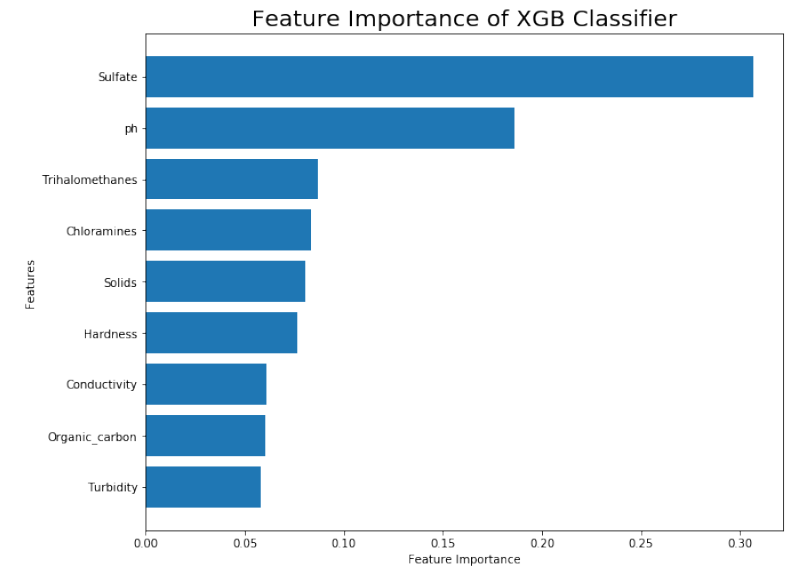 Feature Importance of XGB Classifier
Features
Sulfate
ph
Trihalomethanes
Chloramines
Solids
Hardness
Conductivity
Organic_carbon
Turbidity
0.00 0.05 0.10 0.15 0.20 0.25 0.30
Feature Importance